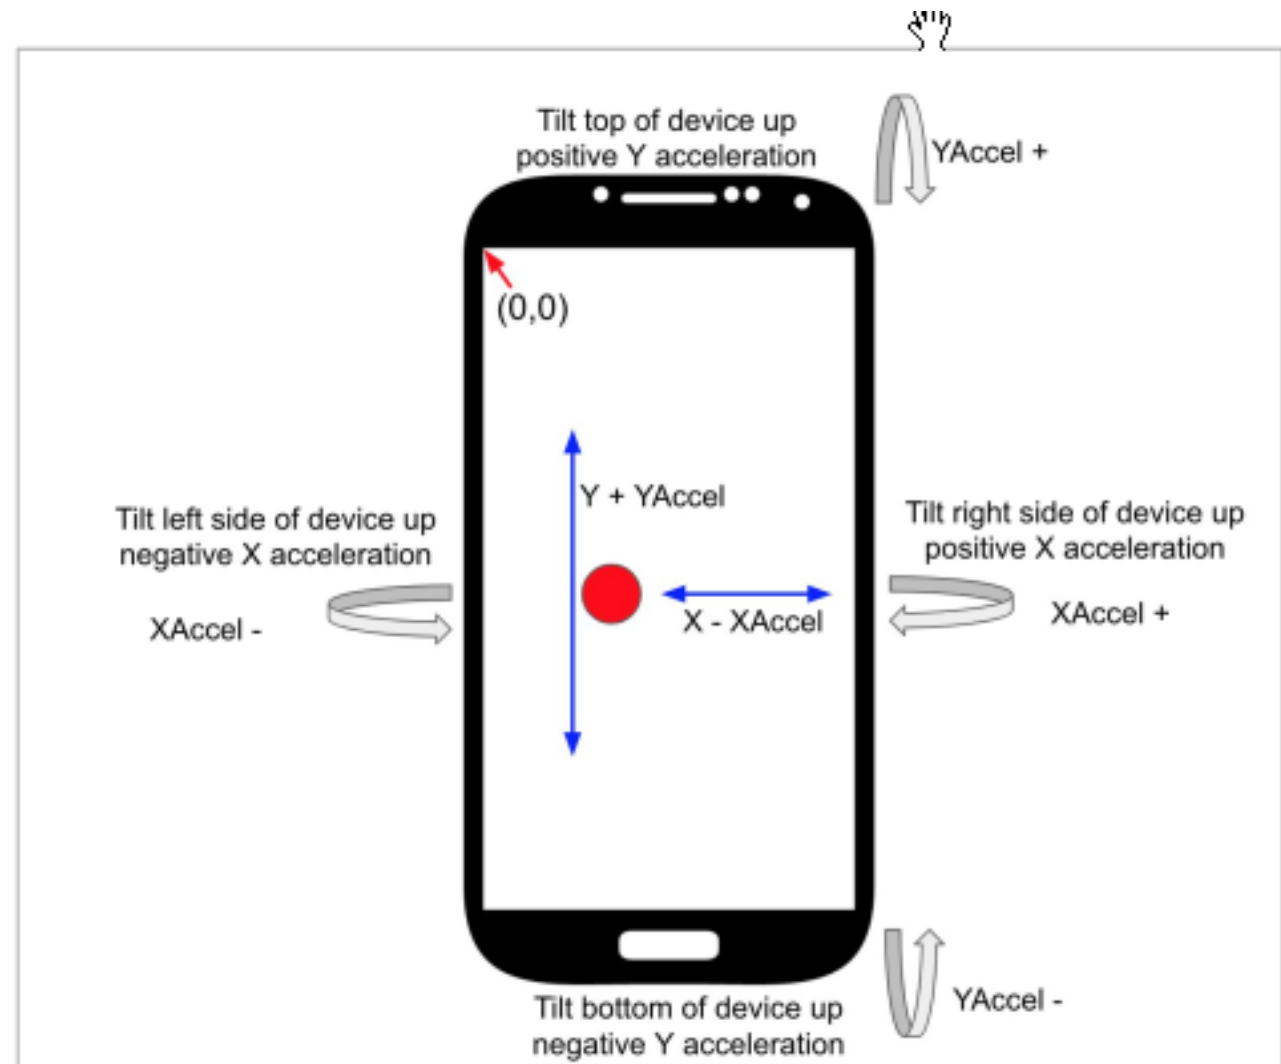 Tilt top of device up
positive Y acceleration
YAccel +
(0,0)
Y + YAccel
Tilt left side of device up
negative X acceleration
XAccel -
X - XAccel
Tilt right side of device up
positive X acceleration
XAccel +
YAccel -
Tilt bottom of device up
negative Y acceleration